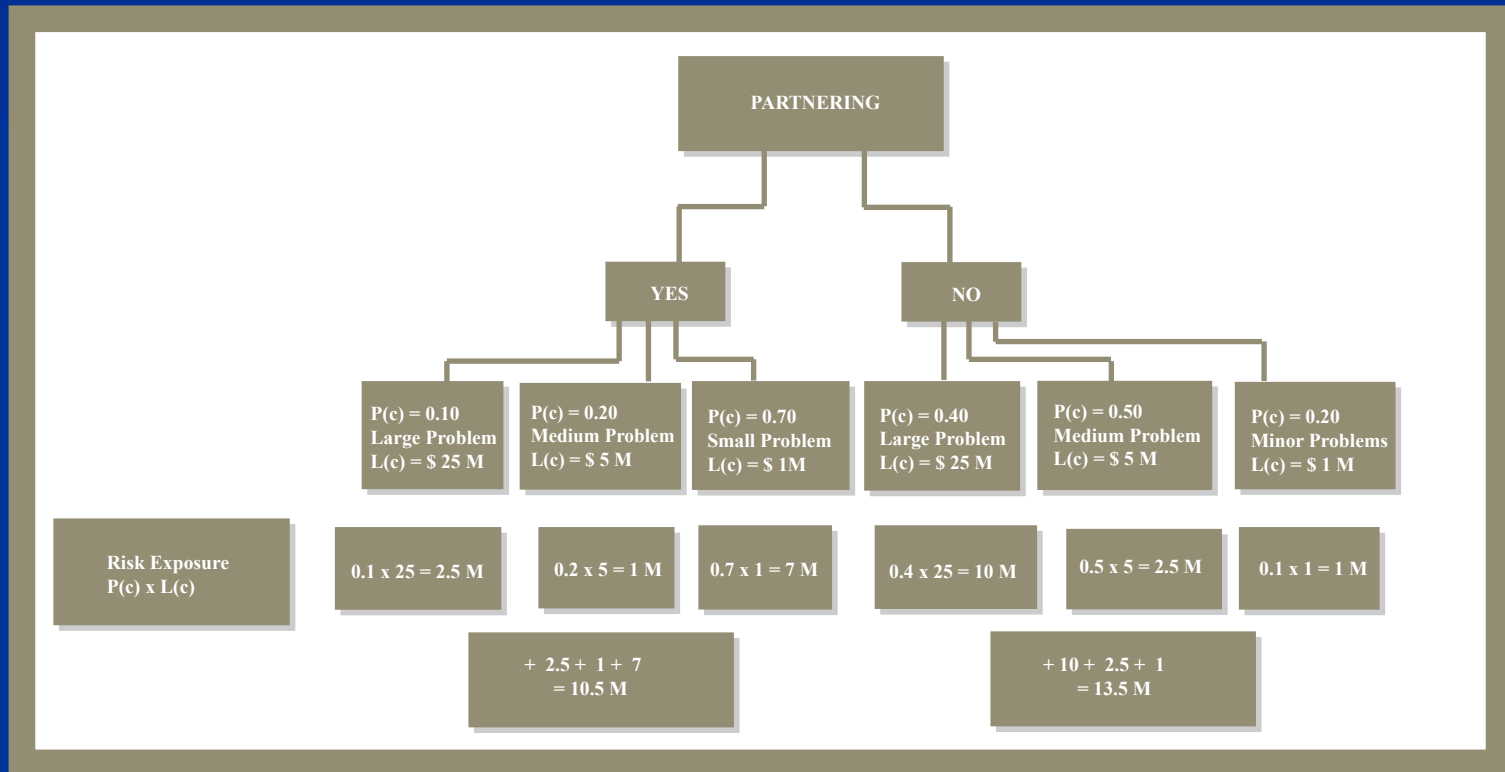 PARTNERING
YES
NO
P(c) = 0.10
Large Problem
L(c) = $ 25 M
P(c) = 0.20
Medium Problem
L(c) = $ 5 M
P(c) = 0.70
Small Problem
L(c) = $ 1M
P(c) = 0.40
Large Problem
L(c) = $ 25 M
P(c) = 0.50
Medium Problem
L(c) = $ 5 M
P(c) = 0.20
Minor Problems
L(c) = $ 1 M
Risk Exposure
P(c) x L(c)
0.1 x 25 = 2.5 M
0.2 x 5 = 1 M
0.7 x 1 = 7 M
0.4 x 25 = 10 M
0.5 x 5 = 2.5 M
0.1 x 1 = 1 M
+ 2.5 + 1 + 7
= 10.5 M
+ 10 + 2.5 + 1
= 13.5 M